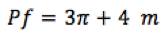 Pf = 3π + 4 m